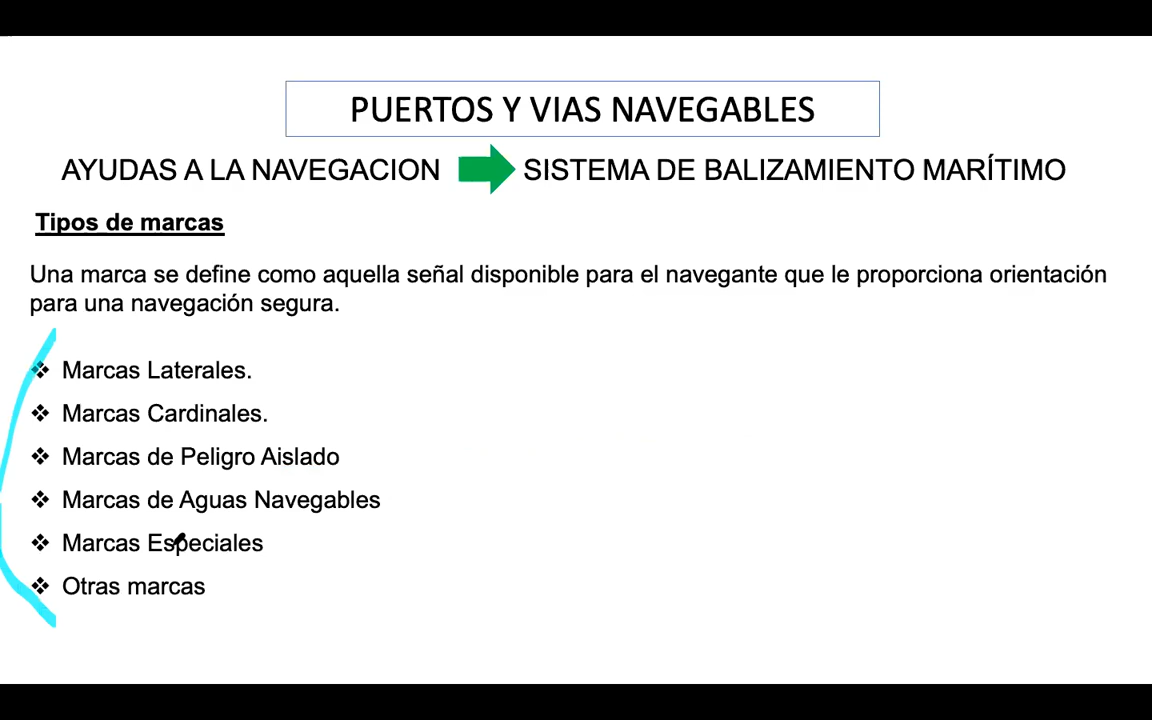 PUERTOS Y VIAS NAVEGABLES
AYUDAS A LA NAVEGACION SISTEMA DE BALIZAMIENTO MARÍTIMO
Tipos de marcas
Una marca se define como aquella señal disponible para el navegante que le proporciona orientación
para una navegación segura.
❖ Marcas Laterales.
❖ Marcas Cardinales.
❖ Marcas de Peligro Aislado
❖ Marcas de Aguas Navegables
❖ Marcas Especiales
❖ Otras marcas